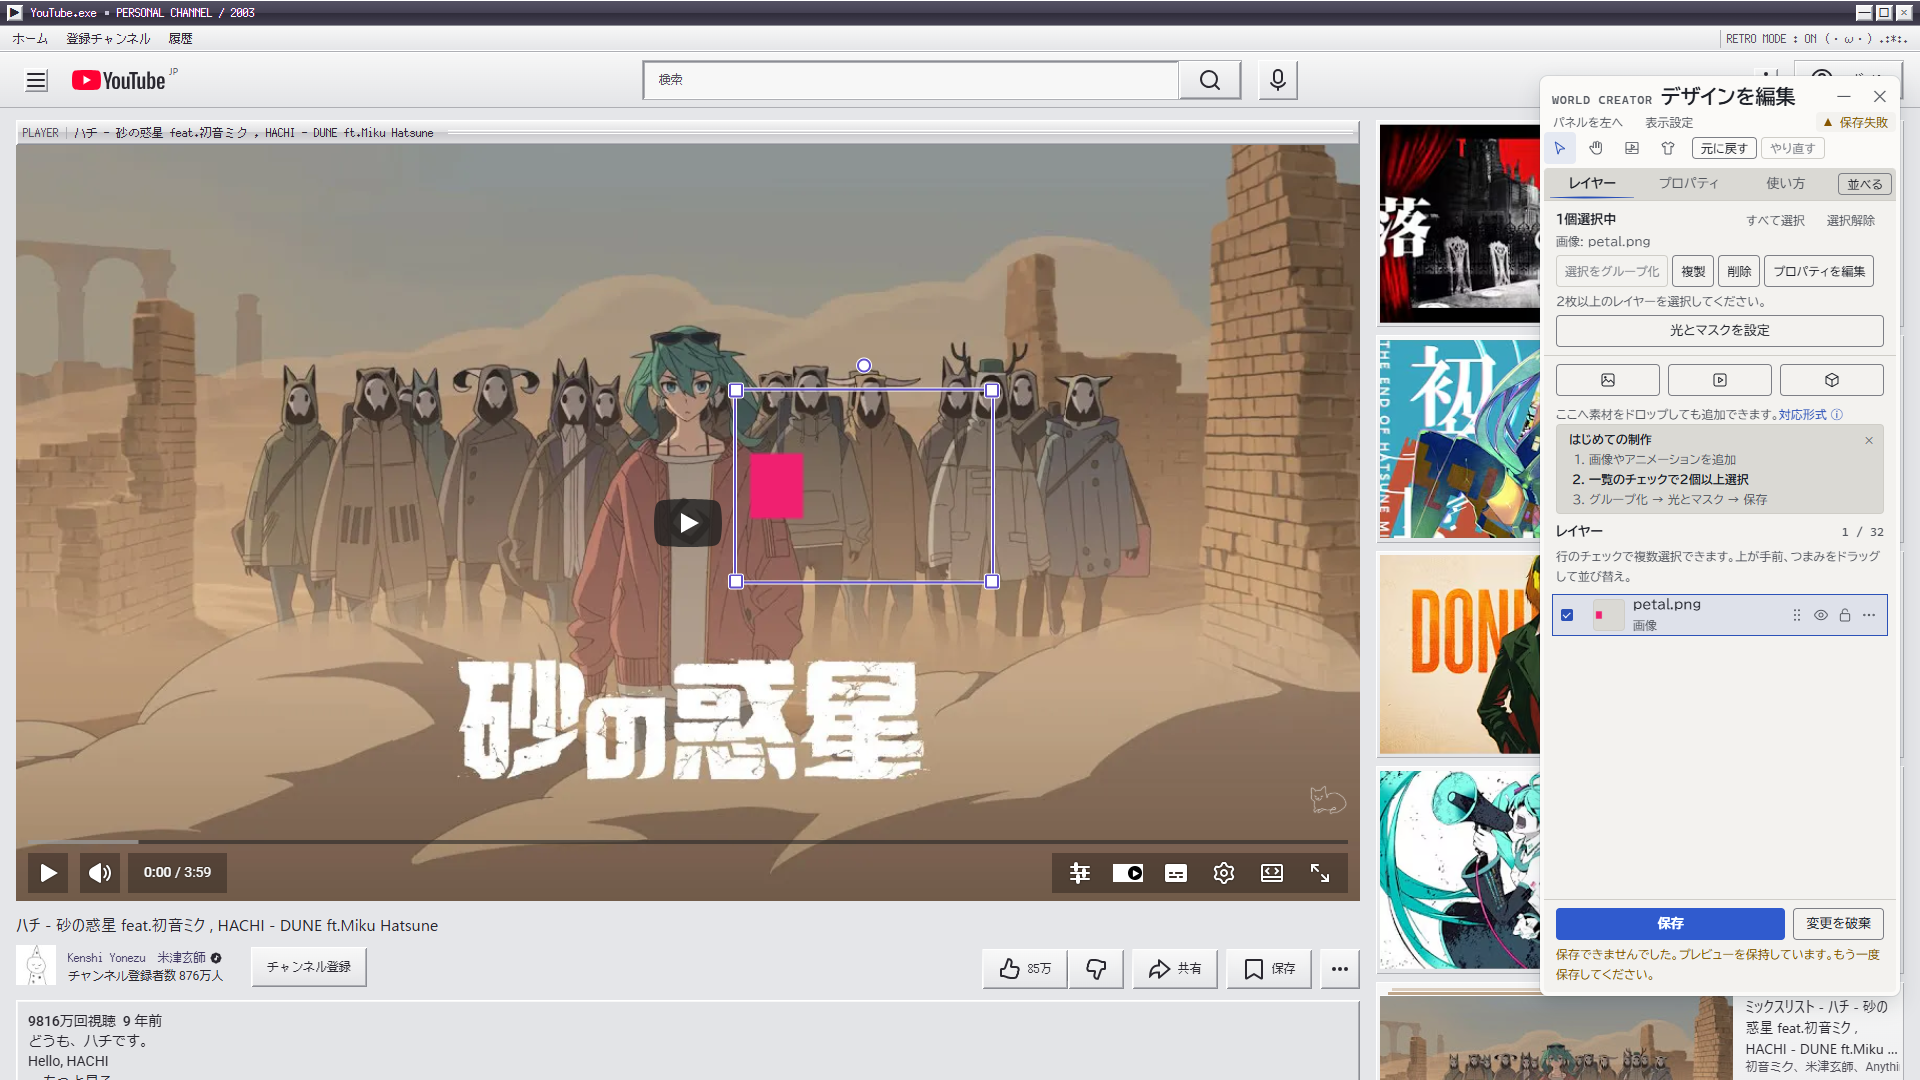 YouTube.exe ▪ PERSONAL CHANNEL / 2003
ホーム 登録チャンネル 履歴
RETRO MODE : ON (・ω・) .:*:.
YouTube JP
検索
PLAYER ハチ - 砂の惑星 feat.初音ミク , HACHI - DUNE ft.Miku Hatsune
砂の惑星
0:00 / 3:59
ハチ - 砂の惑星 feat.初音ミク , HACHI - DUNE ft.Miku Hatsune
Kenshi Yonezu 米津玄師
チャンネル登録者数 876万人
チャンネル登録
85万
共有
保存
9816万回視聴 9 年前
どうも、ハチです。
Hello, HACHI
落
初
THE END OF HATSUNE MI
DON
WORLD CREATOR デザインを編集
パネルを左へ 表示設定
▲ 保存失敗
元に戻す やり直す
レイヤー プロパティ 使い方 並べる
1個選択中 すべて選択 選択解除
画像: petal.png
選択をグループ化 複製 削除 プロパティを編集
2枚以上のレイヤーを選択してください。
光とマスクを設定
ここへ素材をドロップしても追加できます。対応形式 ⓘ
はじめての制作 ×
1. 画像やアニメーションを追加
2. 一覧のチェックで2個以上選択
3. グループ化 → 光とマスク → 保存
レイヤー 1 / 32
行のチェックで複数選択できます。上が手前、つまみをドラッグ
して並び替え。
petal.png
画像
保存 変更を破棄
保存できませんでした。プレビューを保持しています。もう一度
保存してください。
ミックスリスト - ハチ - 砂の
惑星 feat.初音ミク ,
HACHI - DUNE ft.Miku ...
初音ミク、米津玄師、Anythi